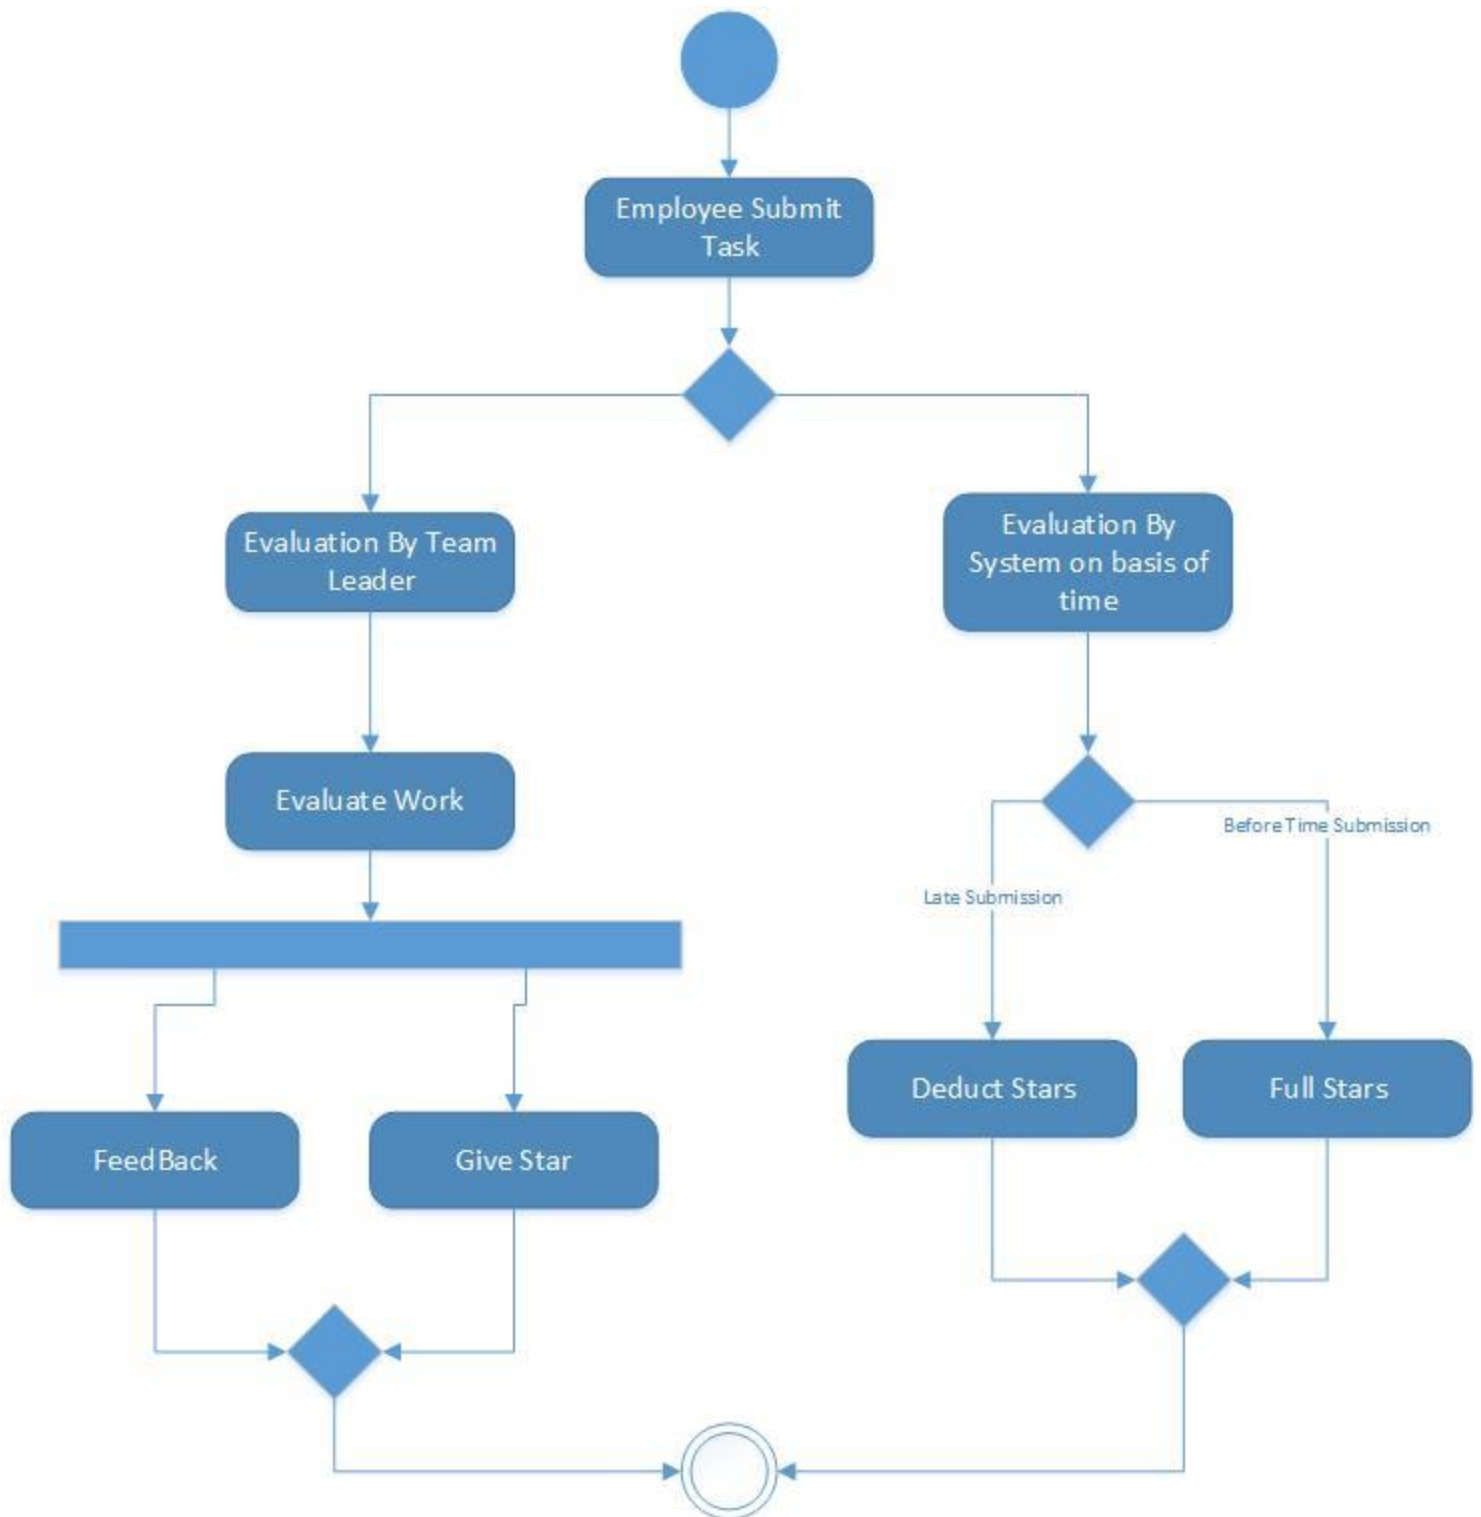 Employee Submit
Task
Evaluation By Team
Leader
Evaluation By
System on basis of
time
Evaluate Work
Before Time Submission
Late Submission
Deduct Stars
Full Stars
FeedBack
Give Star